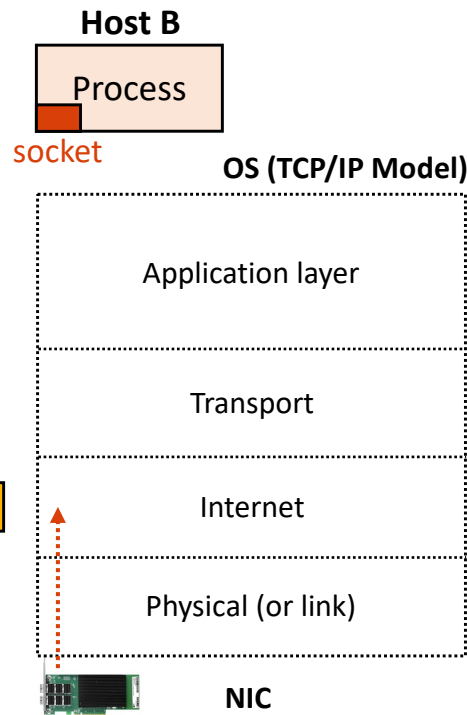 Host B
Process
socket
OS (TCP/IP Model)
Application layer
Transport
Internet
Physical (or link)
NIC